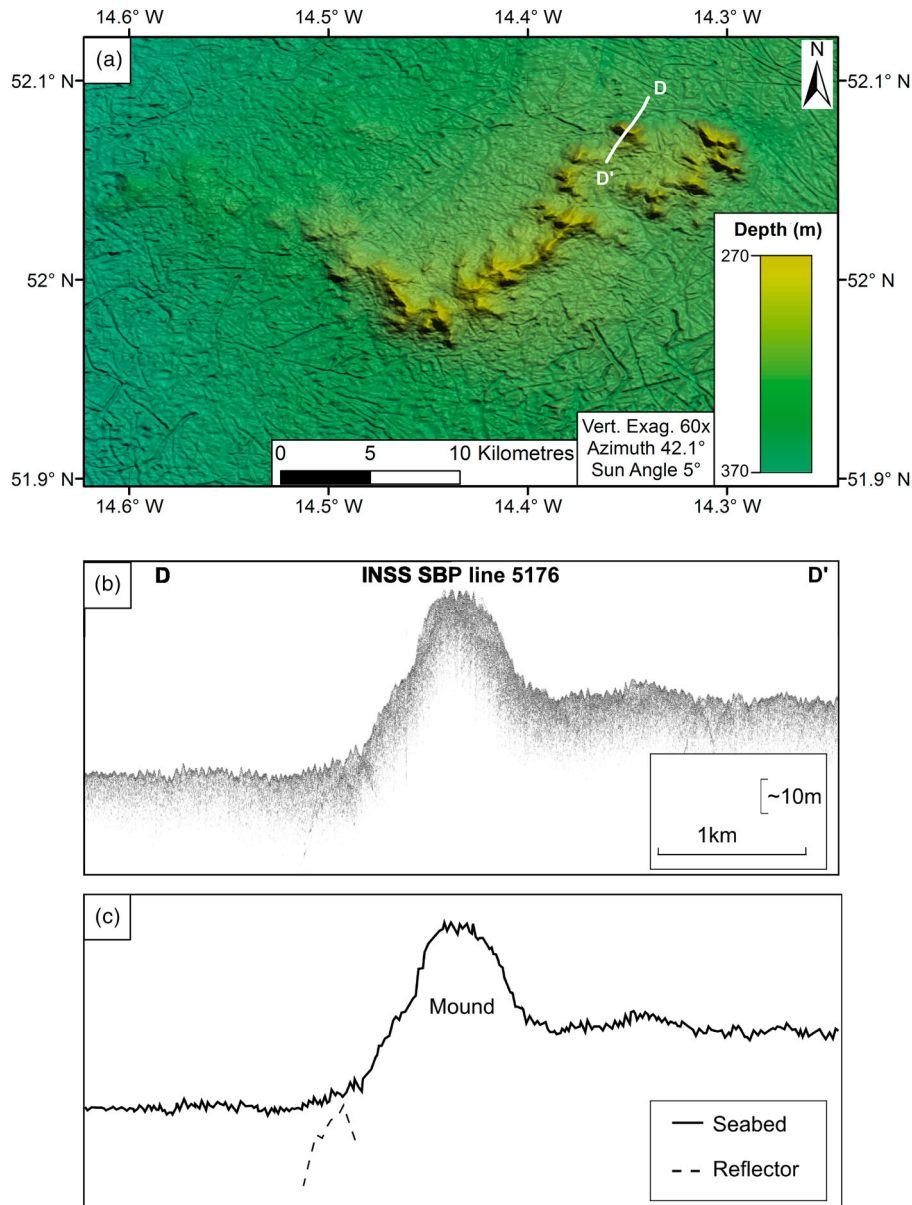 14.6° W 14.5° W 14.4° W 14.3° W
(a)
N
52.1° N 52.1° N
D
D'
Depth (m)
270
52° N 52° N
Vert. Exag. 60x
Azimuth 42.1°
Sun Angle 5°
0 5 10 Kilometres
370
51.9° N 51.9° N
14.6° W 14.5° W 14.4° W 14.3° W
(b)
D INSS SBP line 5176 D'
~10m
1km
(c)
Mound
Seabed
Reflector